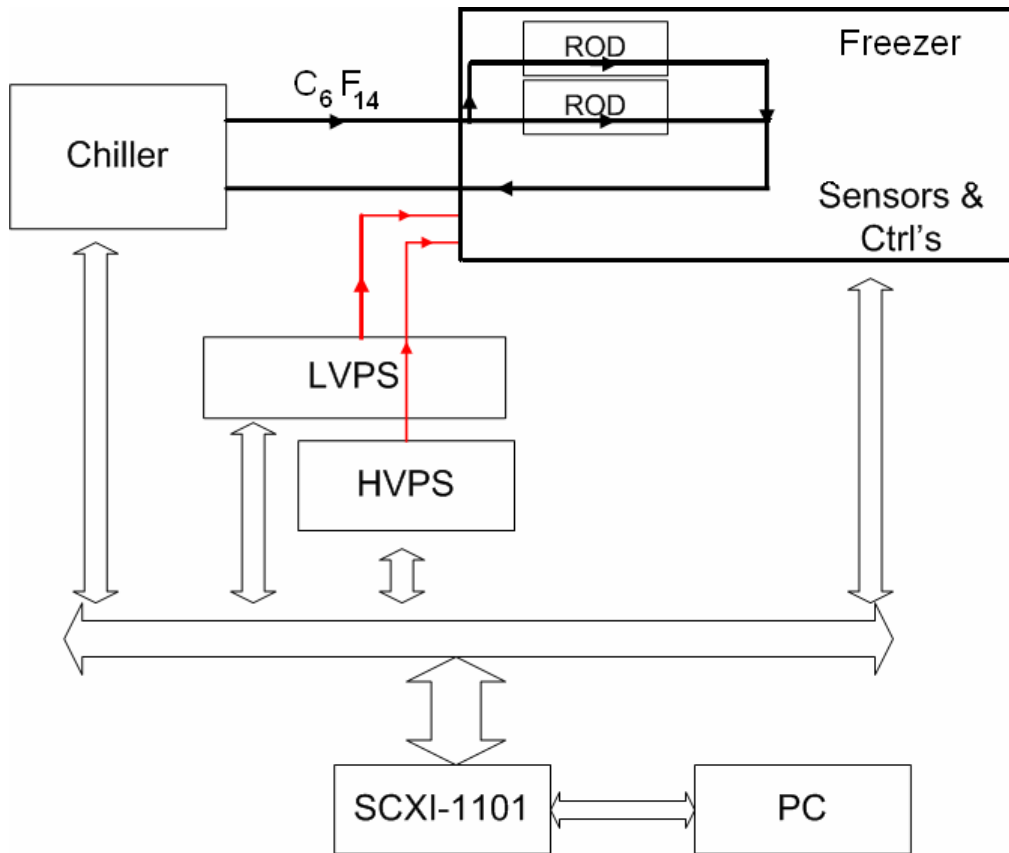 ROD
Freezer
C6F14
ROD
Chiller
Sensors &
Ctrl's
LVPS
HVPS
SCXI-1101
PC